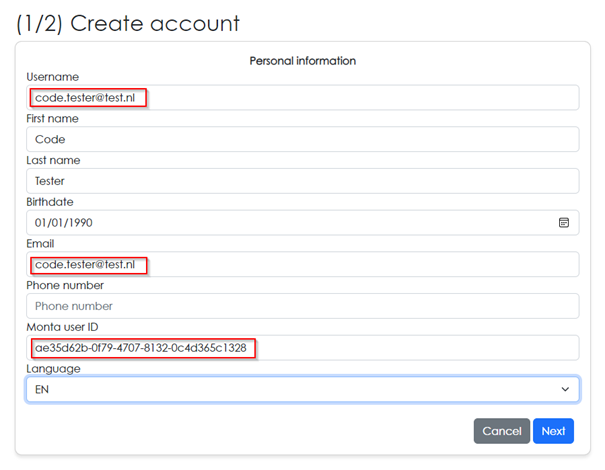 (1/2) Create account
Personal information
Username
code.tester@test.nl
First name
Code
Last name
Tester
Birthdate
01/01/1990
Email
code.tester@test.nl
Phone number
Phone number
Monta user ID
ae35d62b-0f79-4707-8132-0c4d365c1328
Language
EN
Cancel Next